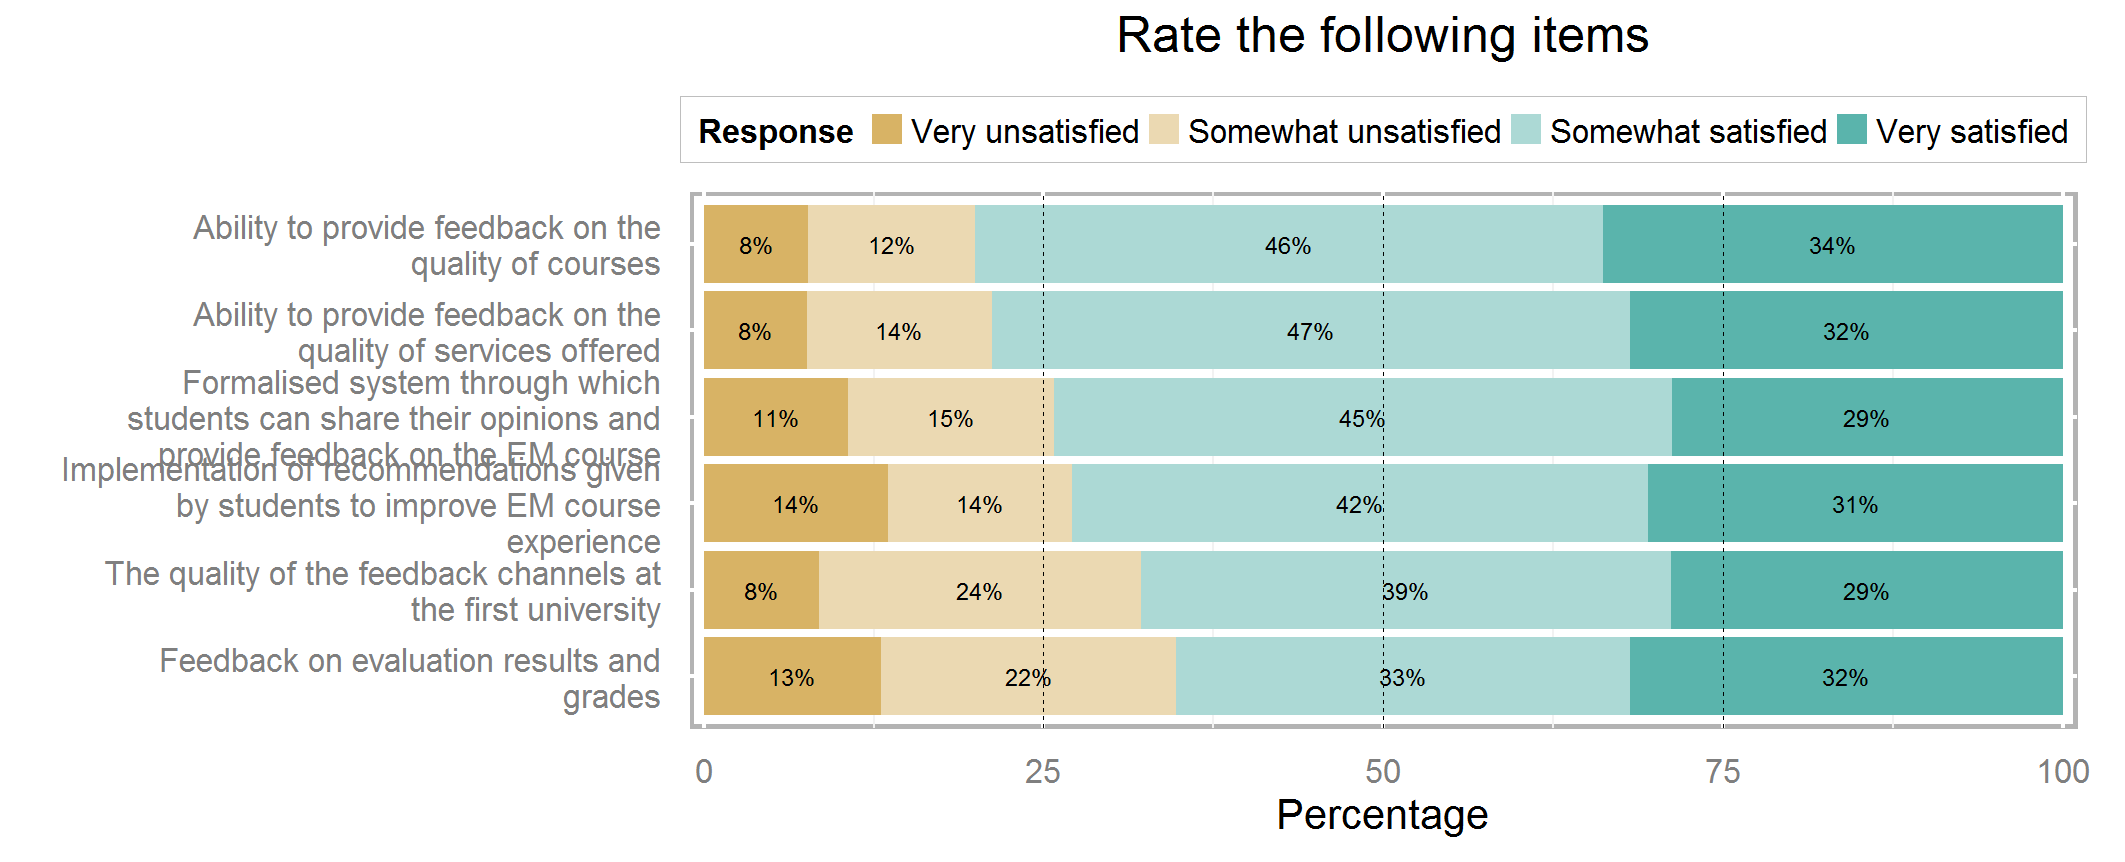 Rate the following items
Response Very unsatisfied Somewhat unsatisfied Somewhat satisfied Very satisfied
Ability to provide feedback on the
quality of courses
8% 12% 46% 34%
Ability to provide feedback on the
quality of services offered
8% 14% 47% 32%
Formalised system through which
students can share their opinions and
provide feedback on the EM course
11% 15% 45% 29%
Implementation of recommendations given
by students to improve EM course
experience
14% 14% 42% 31%
The quality of the feedback channels at
the first university
8% 24% 39% 29%
Feedback on evaluation results and
grades
13% 22% 33% 32%
0 25 50 75 100
Percentage